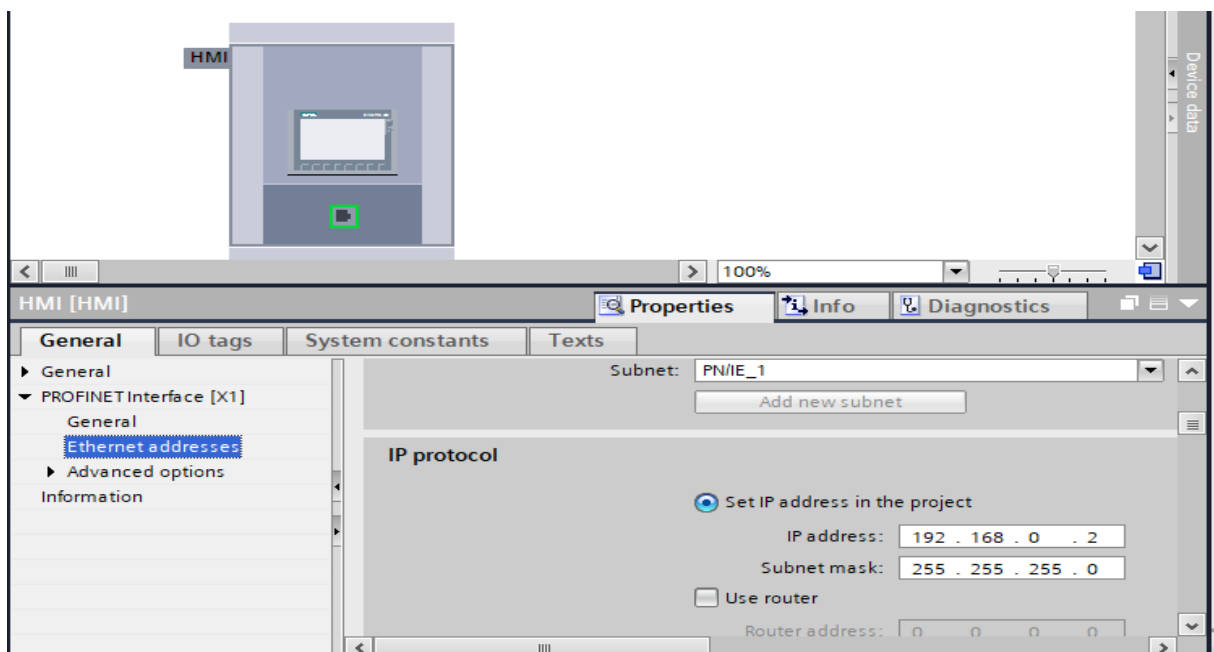 HMI
Device data
100%
HMI [HMI]
Properties
Info
Diagnostics
General
IO tags
System constants
Texts
General
PROFINET Interface [X1]
General
Ethernet addresses
Advanced options
Information
Subnet: PN/IE_1
Add new subnet
IP protocol
Set IP address in the project
IP address: 192 . 168 . 0 . 2
Subnet mask: 255 . 255 . 255 . 0
Use router
Router address: 0 0 0 0